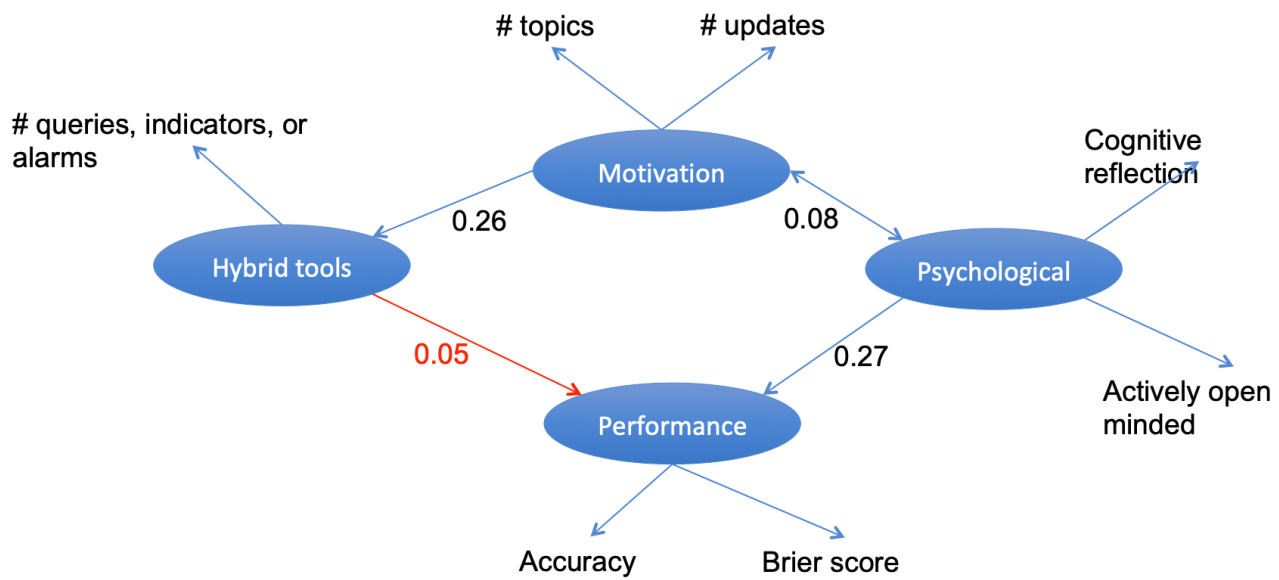 # topics
# updates
# queries, indicators, or
alarms
Motivation
Cognitive
reflection
0.26
0.08
Hybrid tools
Psychological
0.05
0.27
Performance
Actively open
minded
Accuracy
Brier score